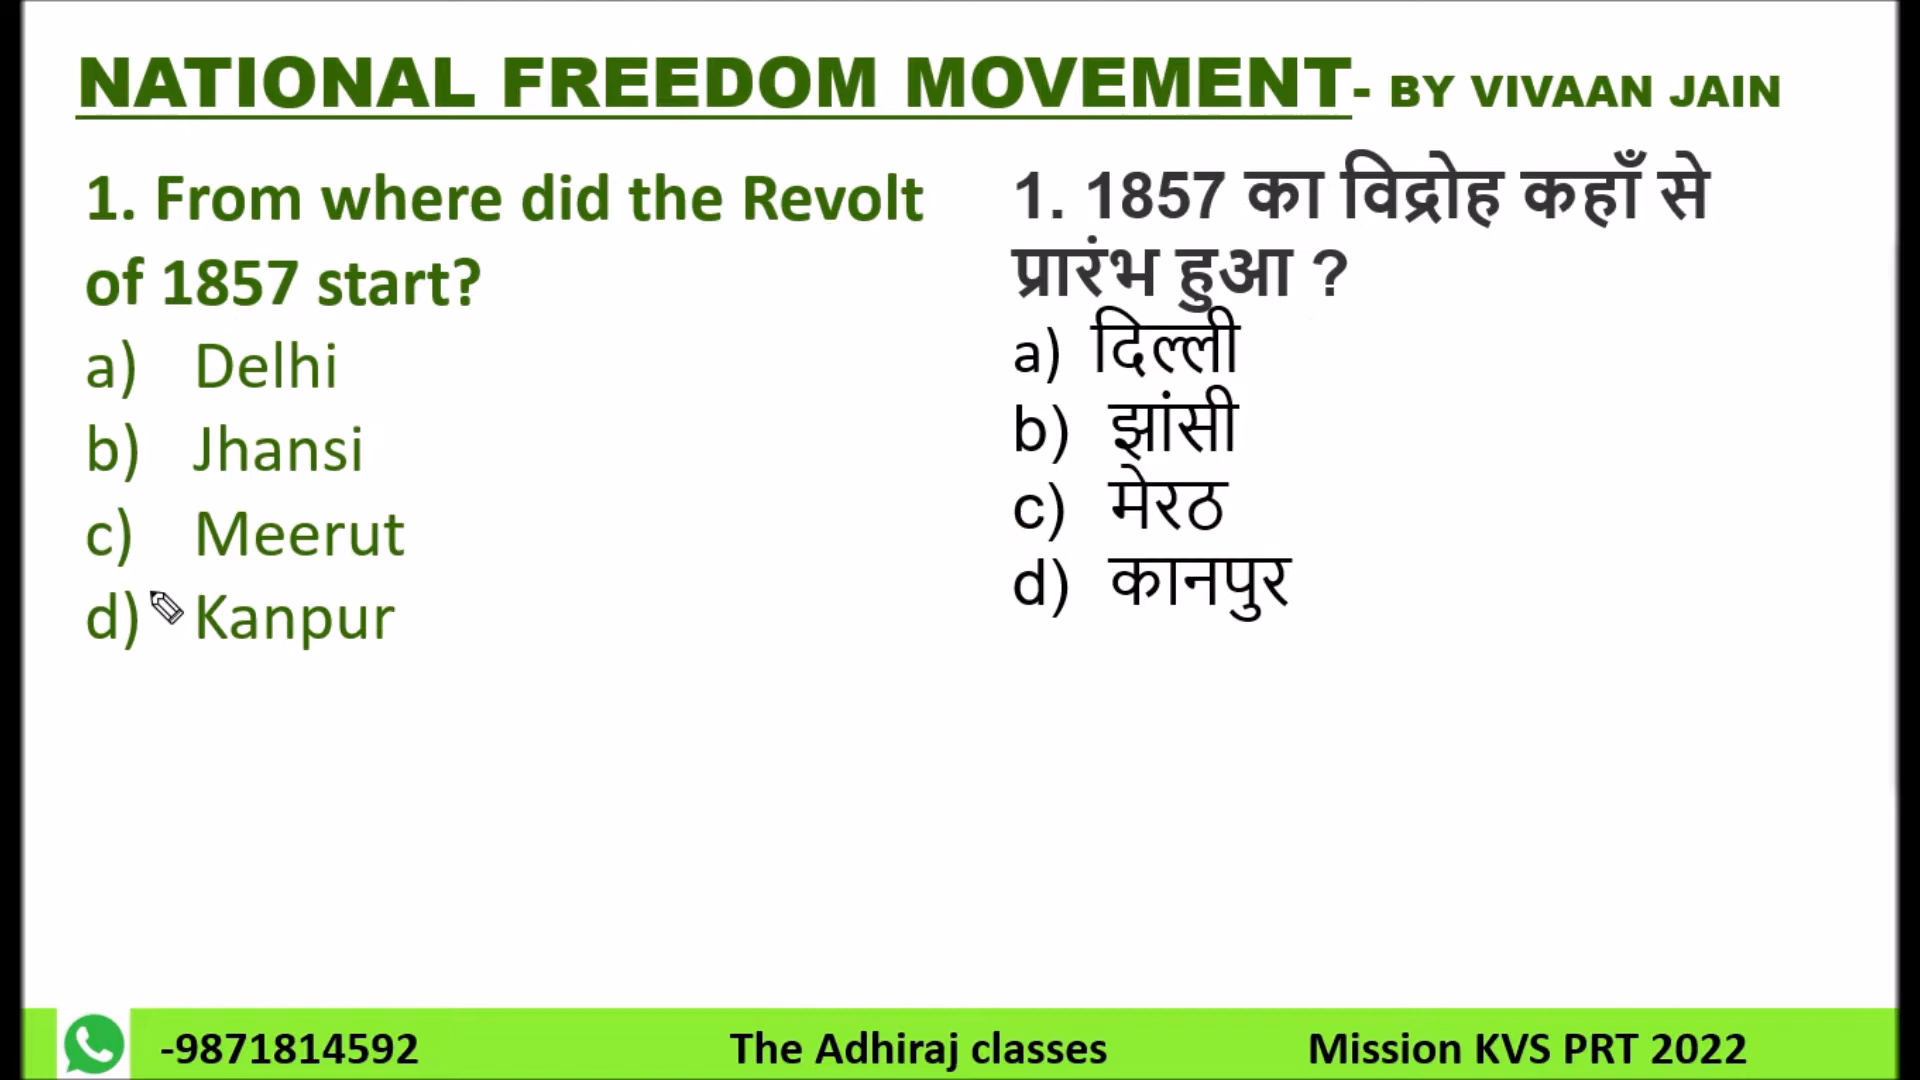 NATIONAL FREEDOM MOVEMENT- BY VIVAAN JAIN
1. From where did the Revolt
of 1857 start?
a) Delhi
b) Jhansi
c) Meerut
d) Kanpur
1. 1857 का विद्रोह कहाँ से
प्रारंभ हुआ ?
a) दिल्ली
b) झांसी
c) मेरठ
d) कानपुर
-9871814592 The Adhiraj classes Mission KVS PRT 2022